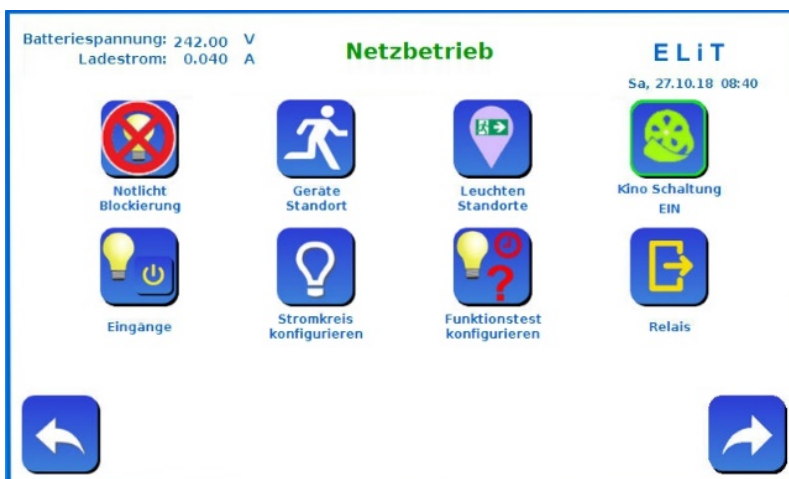 Batteriespannung: 242.00 V
Ladestrom: 0.040 A
Netzbetrieb
ELiT
Sa, 27.10.18 08:40
Notlicht
Blockierung
Geräte
Standort
Leuchten
Standorte
Kino Schaltung
EIN
Eingänge
Stromkreis
konfigurieren
Funktionstest
konfigurieren
Relais